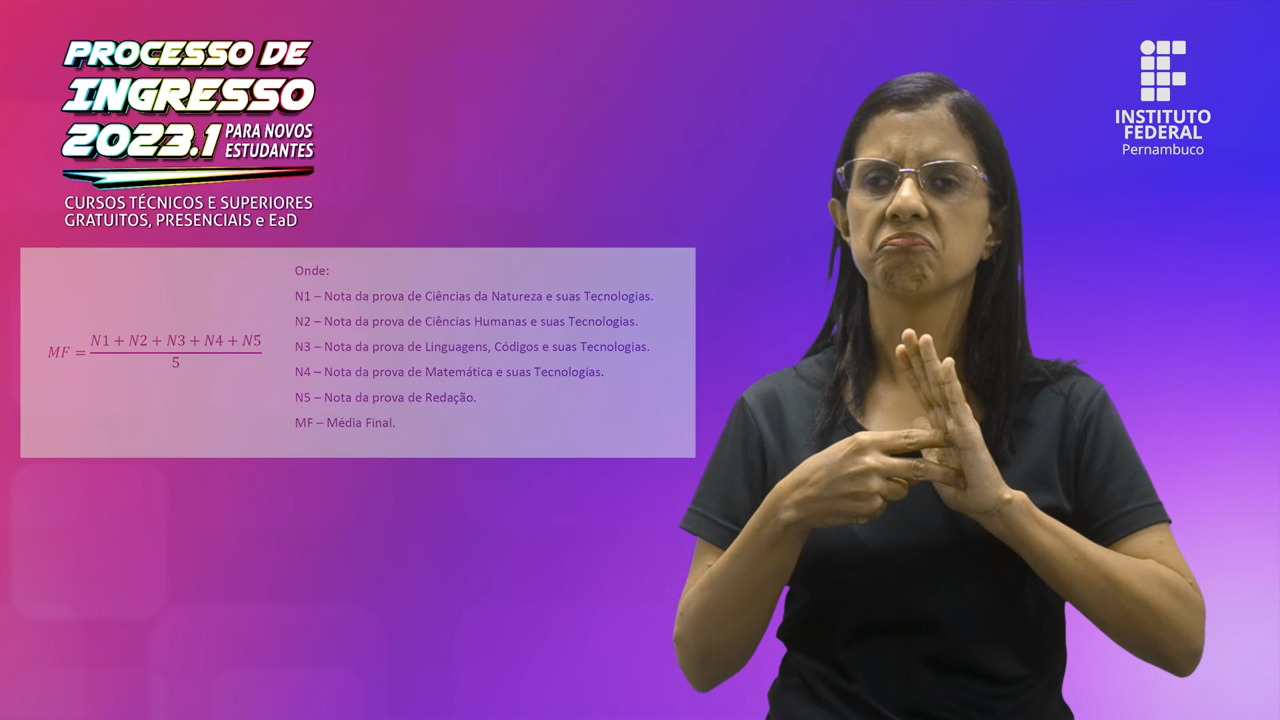 PROCESSO DE
INGRESSO
2023.1 PARA NOVOS
ESTUDANTES
CURSOS TÉCNICOS E SUPERIORES
GRATUITOS, PRESENCIAIS e EaD
INSTITUTO
FEDERAL
Pernambuco
MF = (N1 + N2 + N3 + N4 + N5)/5
Onde:
N1 – Nota da prova de Ciências da Natureza e suas Tecnologias.
N2 – Nota da prova de Ciências Humanas e suas Tecnologias.
N3 – Nota da prova de Linguagens, Códigos e suas Tecnologias.
N4 – Nota da prova de Matemática e suas Tecnologias.
N5 – Nota da prova de Redação.
MF – Média Final.